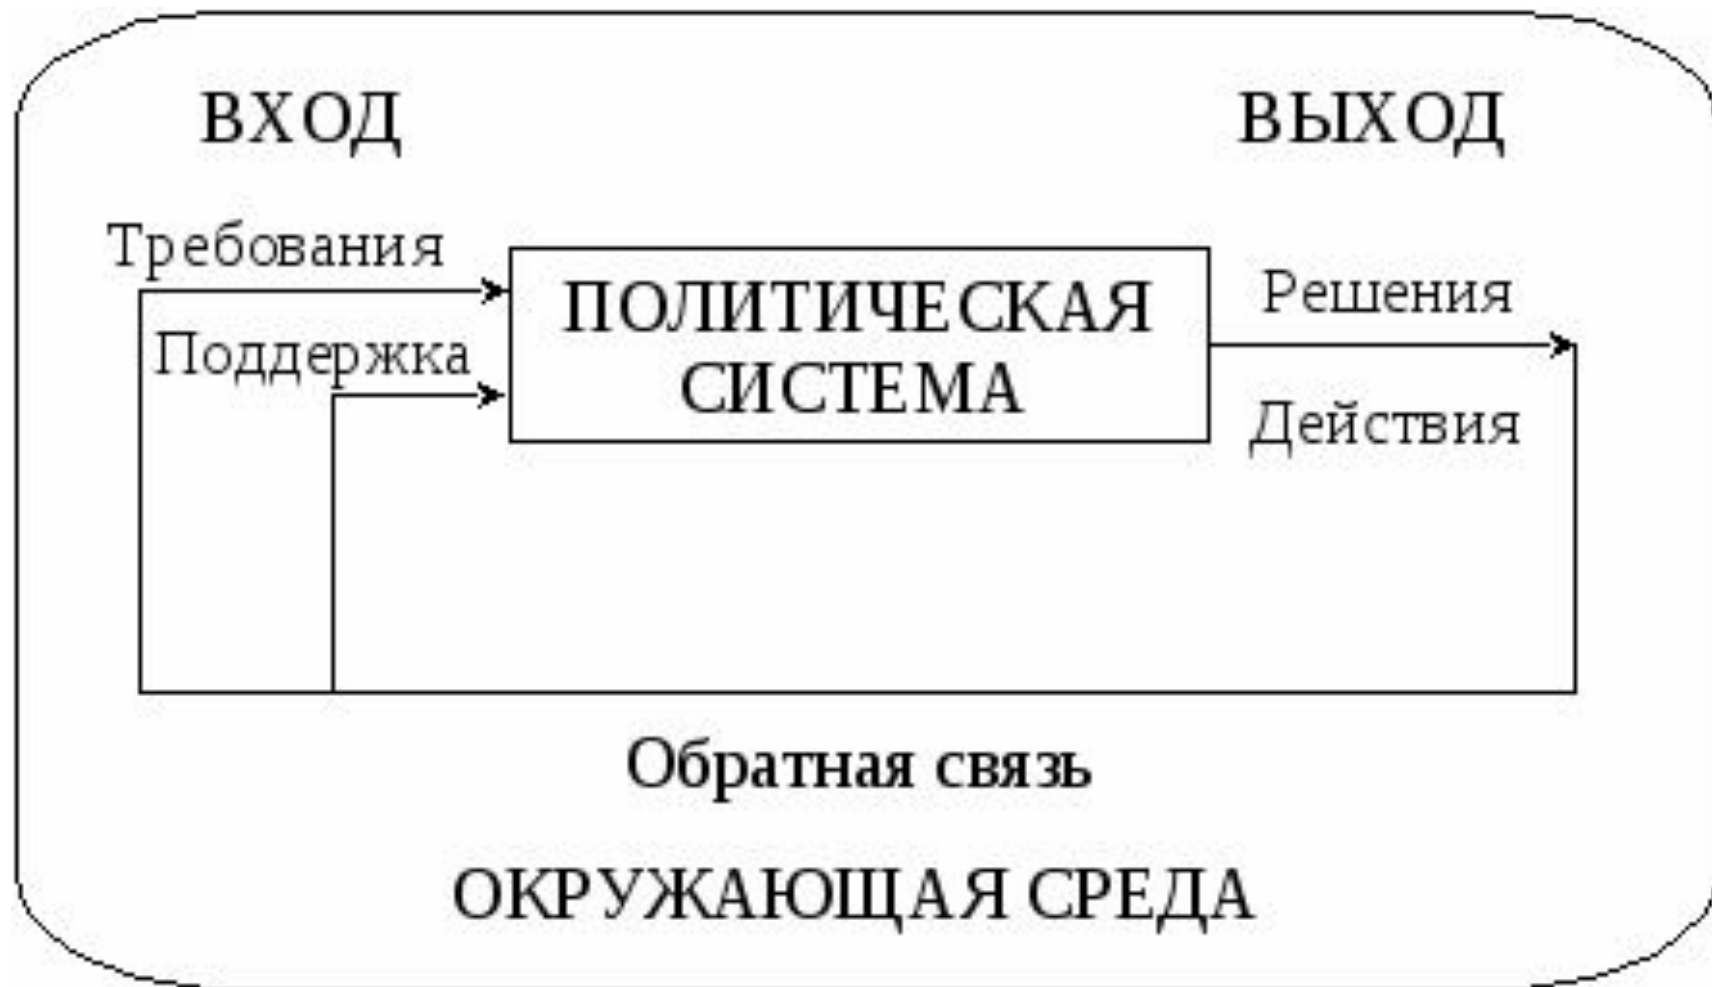 ВХОД
ВЫХОД
Требования
Поддержка
ПОЛИТИЧЕСКАЯ
СИСТЕМА
Решения
Действия
Обратная связь
ОКРУЖАЮЩАЯ СРЕДА